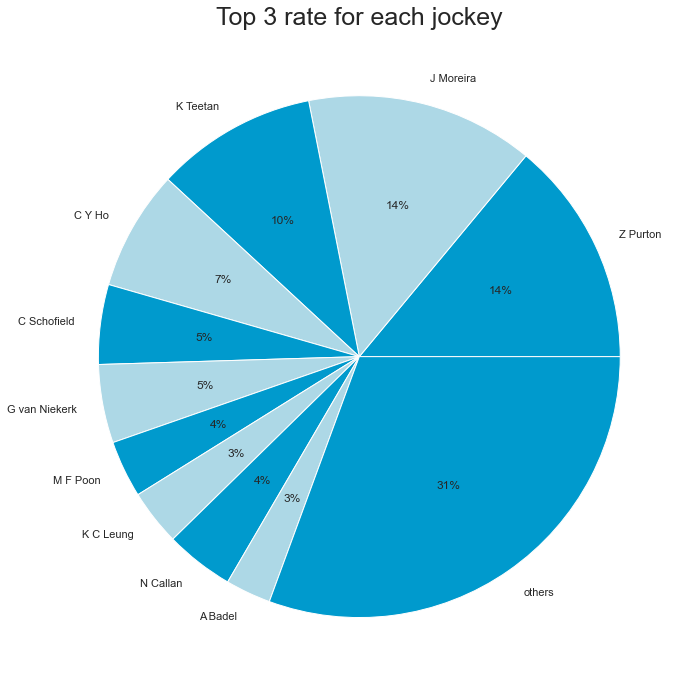 Top 3 rate for each jockey
J Moreira
K Teetan
Z Purton
C Y Ho
C Schofield
G van Niekerk
M F Poon
K C Leung
N Callan
A Badel
others
14%
14%
10%
7%
5%
5%
4%
3%
4%
3%
31%